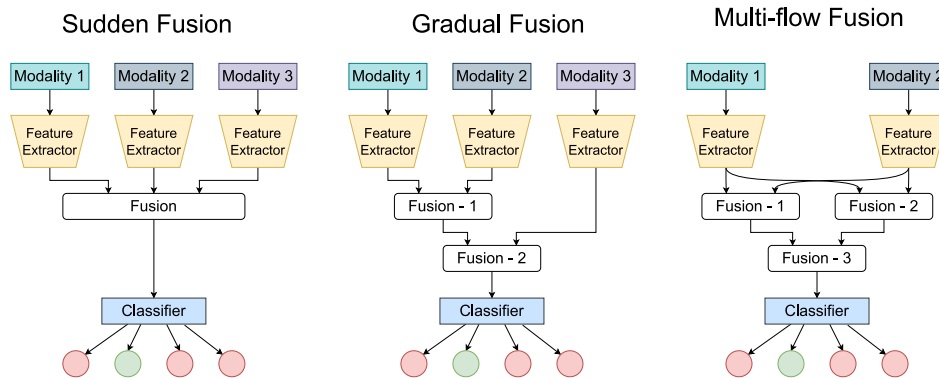 Sudden Fusion
Gradual Fusion
Multi-flow Fusion
Modality 1
Modality 2
Modality 3
Modality 1
Modality 2
Modality 3
Modality 1
Modality 2
Feature
Extractor
Feature
Extractor
Feature
Extractor
Feature
Extractor
Feature
Extractor
Feature
Extractor
Feature
Extractor
Feature
Extractor
Fusion
Fusion - 1
Fusion - 1
Fusion - 2
Fusion - 2
Fusion - 3
Classifier
Classifier
Classifier